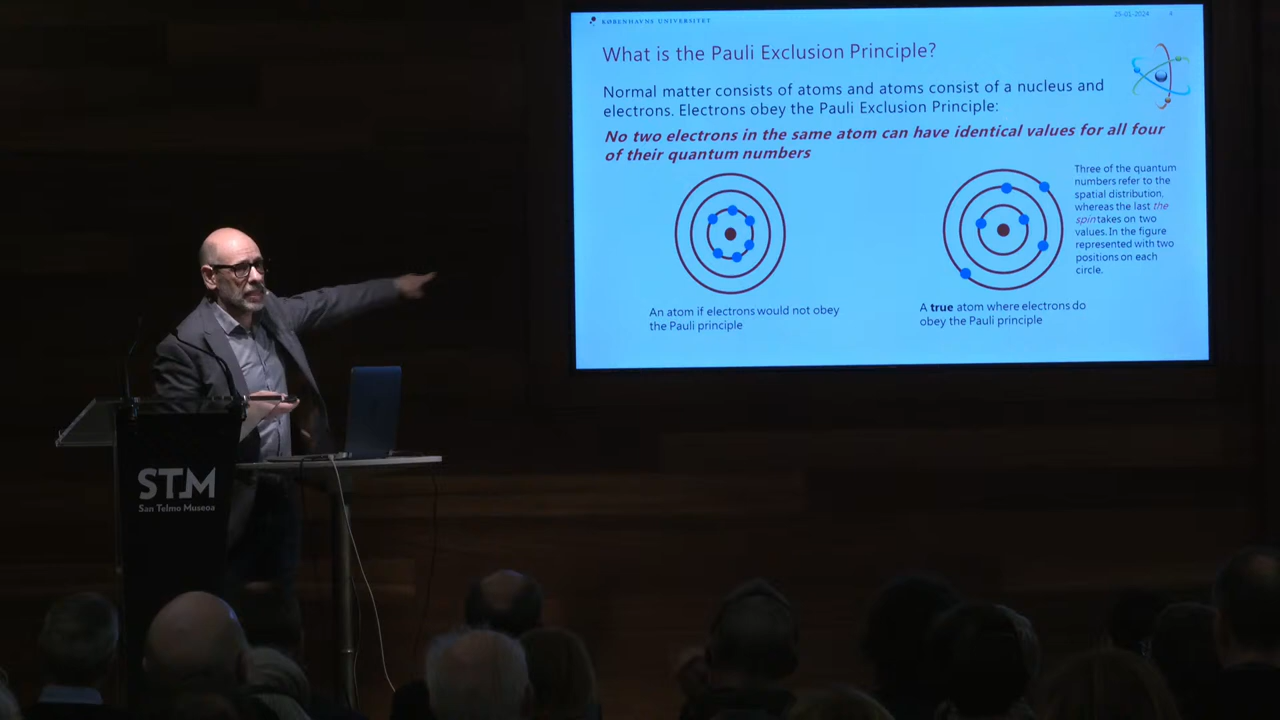 KØBENHAVNS UNIVERSITET
25-01-2024 4
What is the Pauli Exclusion Principle?
Normal matter consists of atoms and atoms consist of a nucleus and
electrons. Electrons obey the Pauli Exclusion Principle:
No two electrons in the same atom can have identical values for all four
of their quantum numbers
Three of the quantum
numbers refer to the
spatial distribution,
whereas the last the
spin takes on two
values. In the figure
represented with two
positions on each
circle.
An atom if electrons would not obey
the Pauli principle
A true atom where electrons do
obey the Pauli principle
STM
San Telmo Museoa